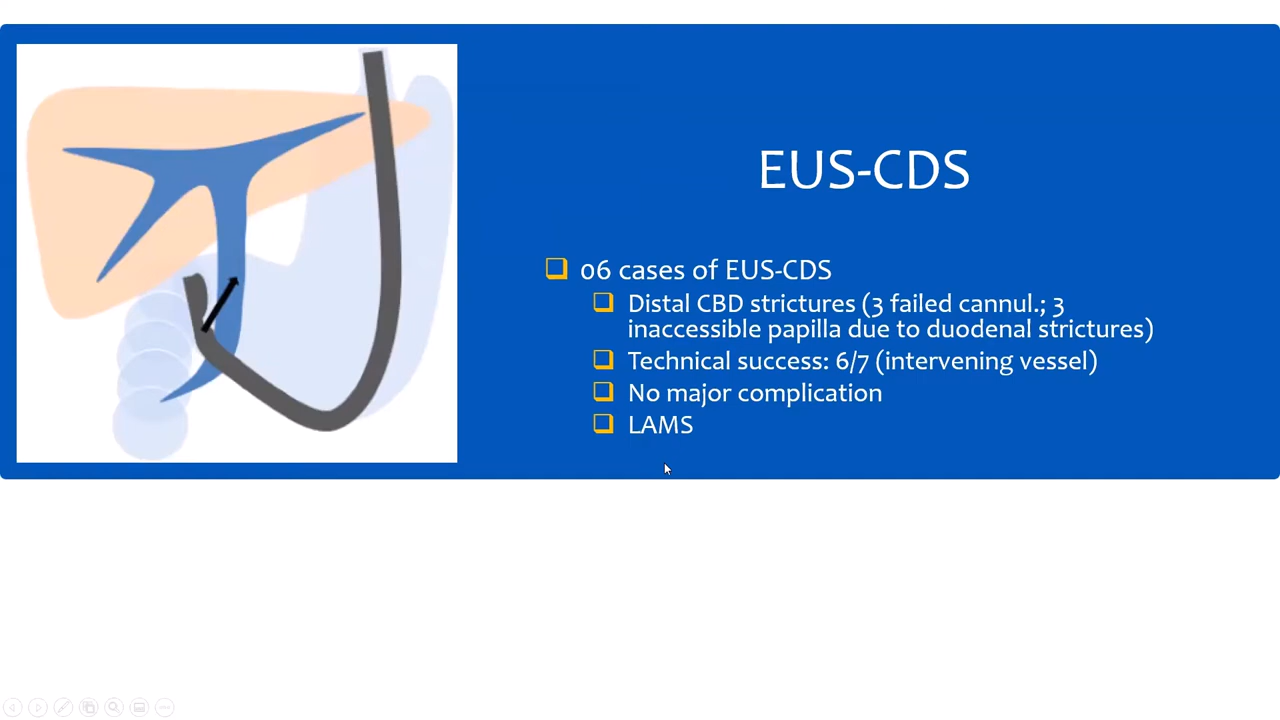 EUS-CDS
06 cases of EUS-CDS
Distal CBD strictures (3 failed cannul.; 3
inaccessible papilla due to duodenal strictures)
Technical success: 6/7 (intervening vessel)
No major complication
LAMS